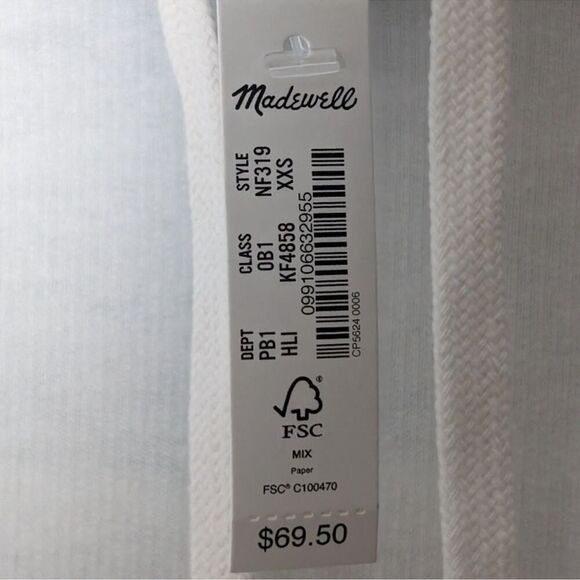 Madewell
DEPT CLASS STYLE
PB1 0B1 NF319
HLI KF4858 XXS
099106632955
CP5624 0006
®
FSC
MIX
Paper
FSC® C100470
$69.50